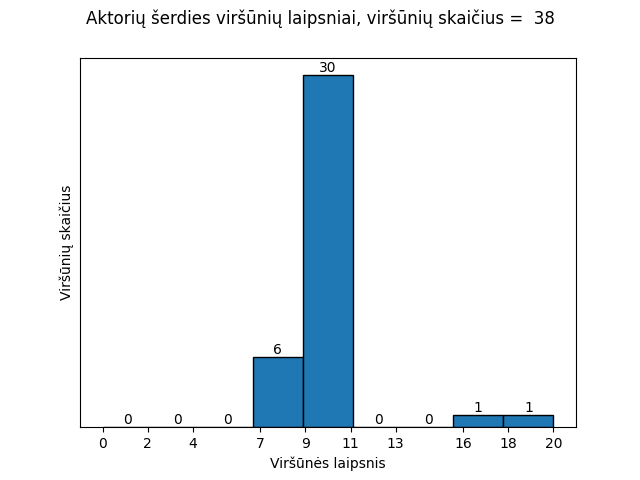 Aktorių šerdies viršūnių laipsniai, viršūnių skaičius =  38
Viršūnių skaičius
30
6
0 0 0 0 0 1 1
0 2 4 7 9 11 13 16 18 20
Viršūnės laipsnis